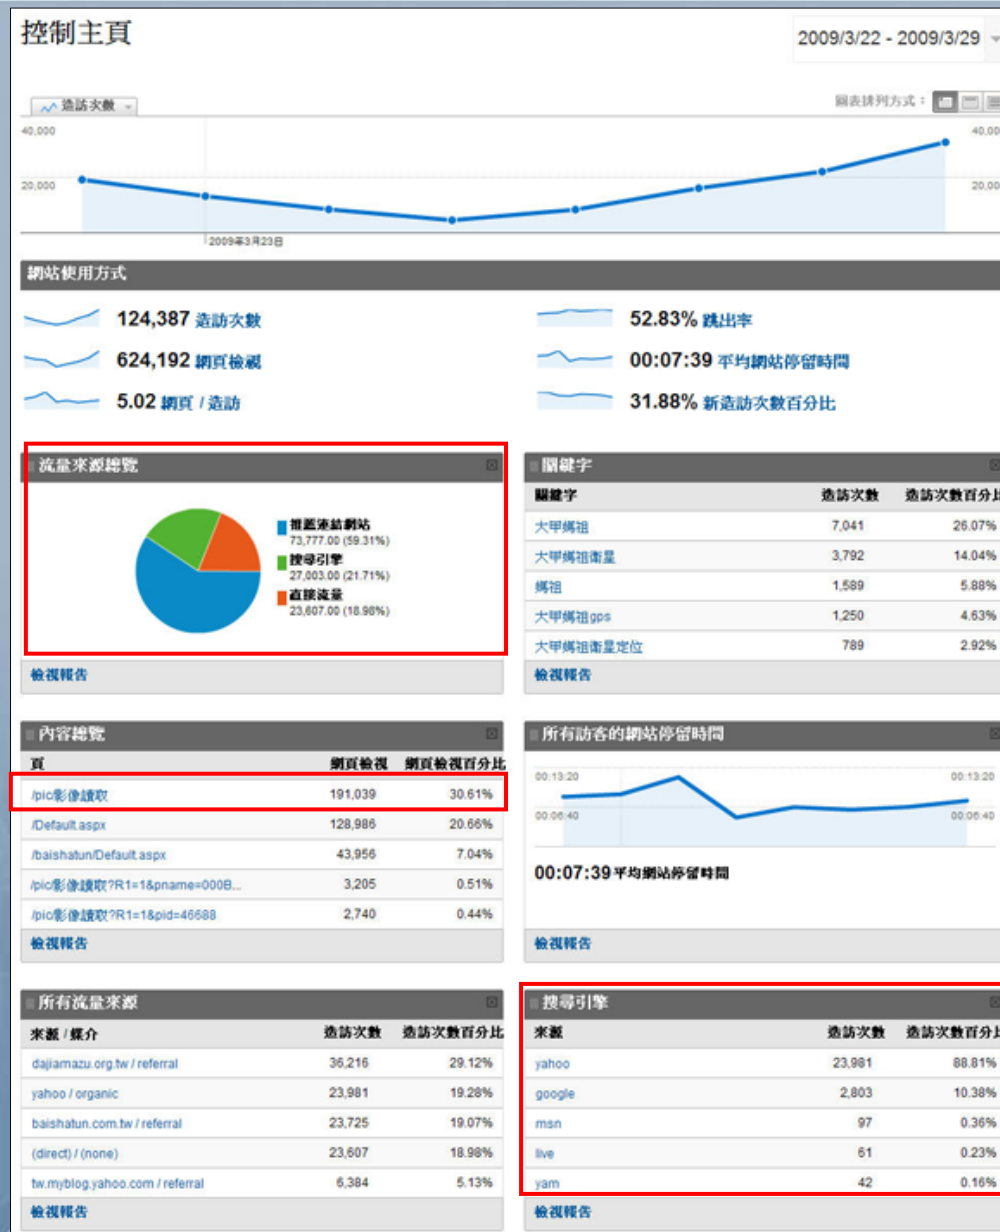 控制主頁
2009/3/22 - 2009/3/29
造訪次數
圖表排列方式：
40,000 40,00
20,000 20,00
2009年3月23日
網站使用方式
124,387 造訪次數 52.83% 跳出率
624,192 網頁檢視 00:07:39 平均網站停留時間
5.02 網頁 / 造訪 31.88% 新造訪次數百分比
流量來源總覽
推薦連結網站
73,777.00 (59.31%)
搜尋引擎
27,003.00 (21.71%)
直接流量
23,607.00 (18.98%)
檢視報告
關鍵字
關鍵字 造訪次數 造訪次數百分比
大甲媽祖 7,041 26.07%
大甲媽祖衛星 3,792 14.04%
媽祖 1,589 5.88%
大甲媽祖gps 1,250 4.63%
大甲媽祖衛星定位 789 2.92%
檢視報告
內容總覽
頁 網頁檢視 網頁檢視百分比
/pic影像讀取 191,039 30.61%
/Default.aspx 128,986 20.66%
/baishatun/Default.aspx 43,956 7.04%
/pic影像讀取?R1=1&pname=000B... 3,205 0.51%
/pic影像讀取?R1=1&pid=46688 2,740 0.44%
檢視報告
所有訪客的網站停留時間
00:13:20 00:13:20
00:06:40 00:06:40
00:07:39 平均網站停留時間
檢視報告
所有流量來源
來源 / 媒介 造訪次數 造訪次數百分比
dajiamazu.org.tw / referral 36,216 29.12%
yahoo / organic 23,981 19.28%
baishatun.com.tw / referral 23,725 19.07%
(direct) / (none) 23,607 18.98%
tw.myblog.yahoo.com / referral 6,384 5.13%
檢視報告
搜尋引擎
來源 造訪次數 造訪次數百分比
yahoo 23,981 88.81%
google 2,803 10.38%
msn 97 0.36%
live 61 0.23%
yam 42 0.16%
檢視報告